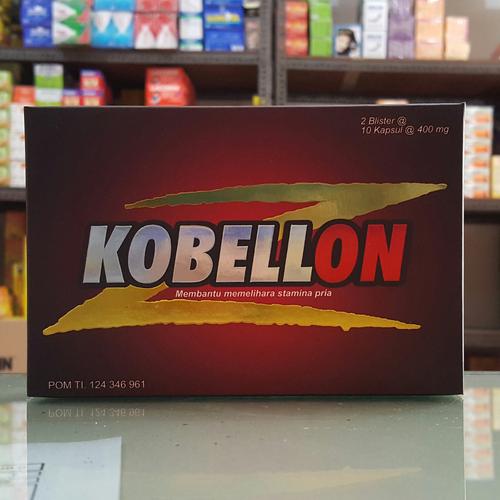 2 Blister @
10 Kapsul @ 400 mg
KOBELLON
Membantu memelihara stamina pria
POM TI. 124 346 961